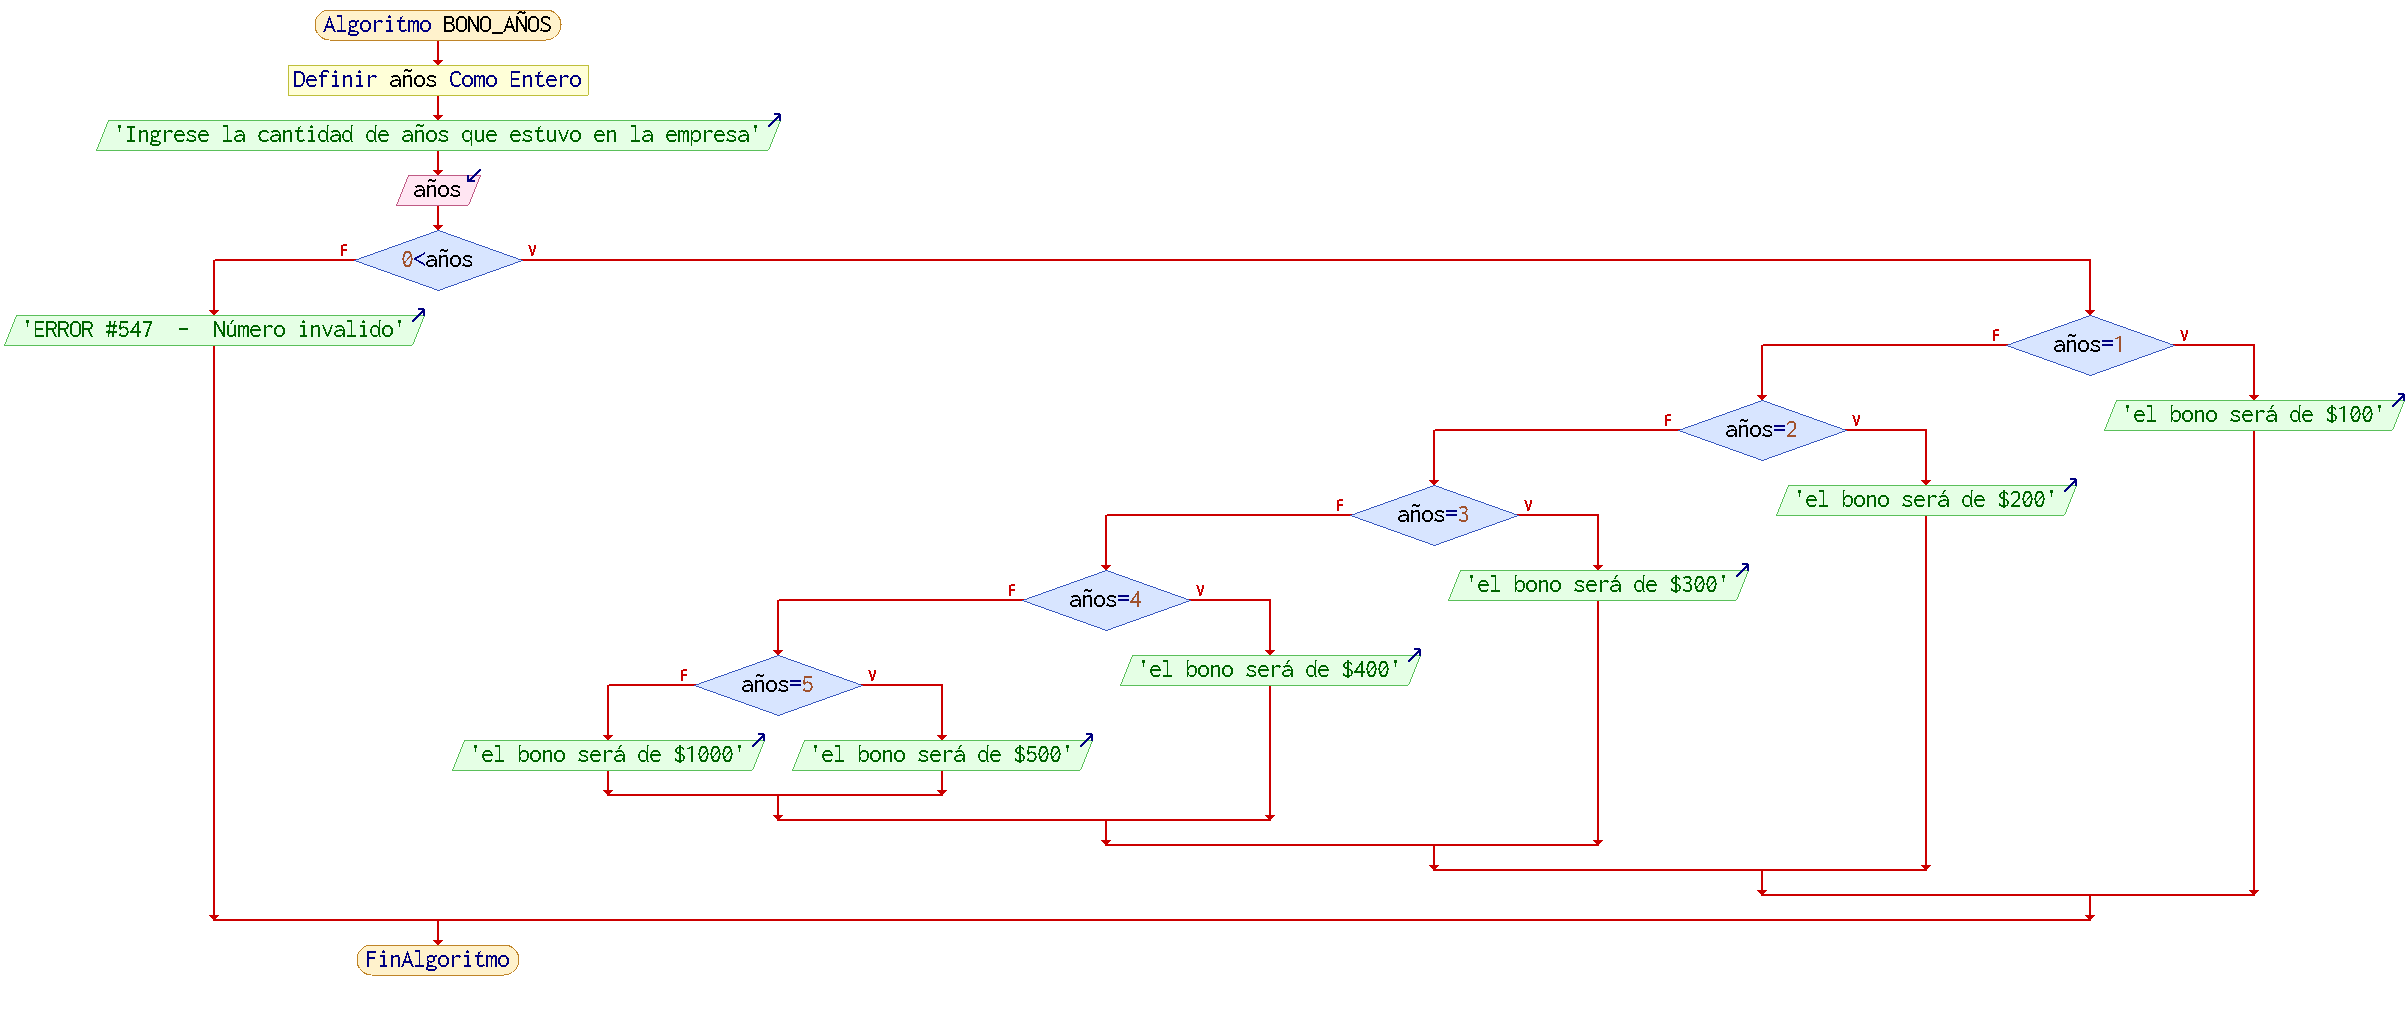 Algoritmo BONO_AÑOS
Definir años Como Entero
'Ingrese la cantidad de años que estuvo en la empresa'
años
F
0<años
V
'ERROR #547  -  Número invalido'
F
años=1
V
'el bono será de $100'
F
años=2
V
'el bono será de $200'
F
años=3
V
'el bono será de $300'
F
años=4
V
'el bono será de $400'
F
años=5
V
'el bono será de $1000'
'el bono será de $500'
FinAlgoritmo